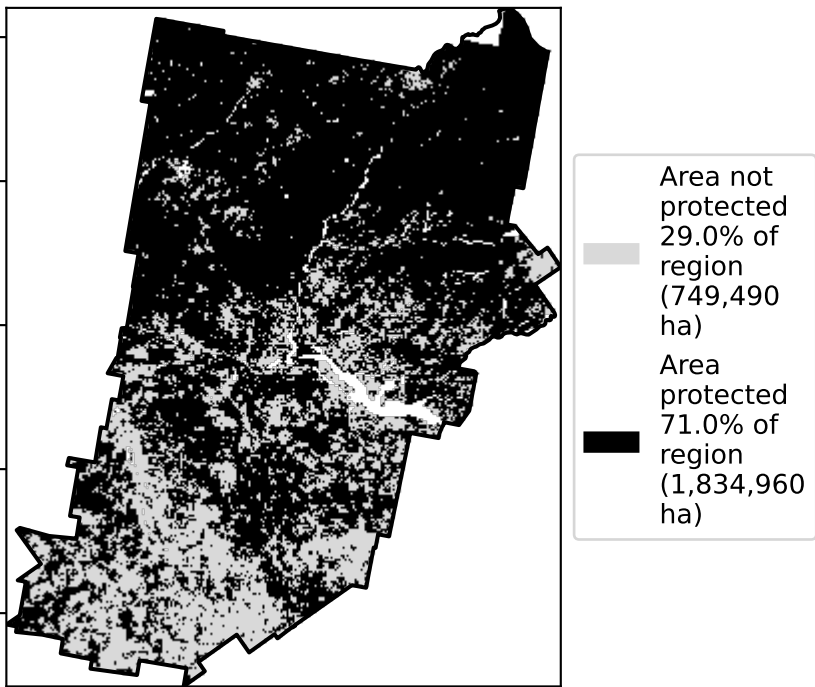 Area not
protected
29.0% of
region
(749,490
ha)
Area
protected
71.0% of
region
(1,834,960
ha)